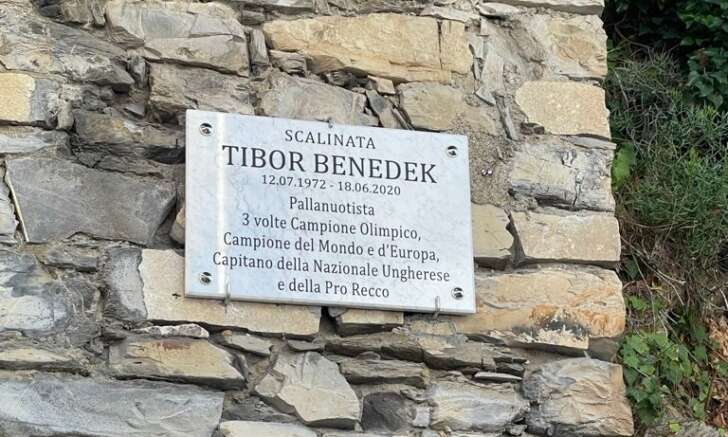 SCALINATA
TIBOR BENEDEK
12.07.1972 - 18.06.2020
Pallanuotista
3 volte Campione Olimpico,
Campione del Mondo e d'Europa,
Capitano della Nazionale Ungherese
e della Pro Recco